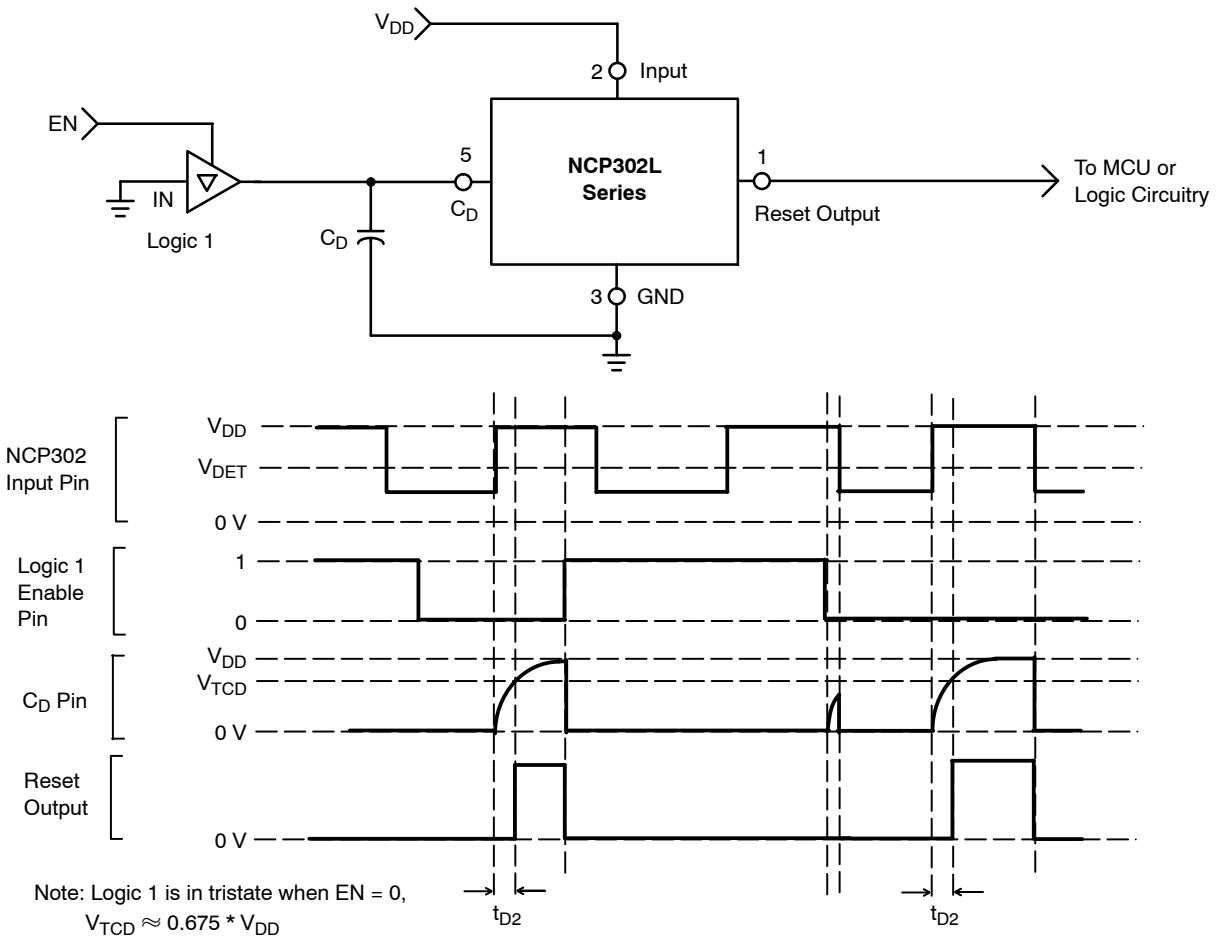 VDD
2 Input
EN
IN
Logic 1
CD
5
CD
NCP302L
Series
1
Reset Output
To MCU or
Logic Circuitry
3 GND
NCP302
Input Pin
VDD
VDET
0 V
Logic 1
Enable
Pin
1
0
CD Pin
VDD
VTCD
0 V
Reset
Output
0 V
tD2
tD2
Note: Logic 1 is in tristate when EN = 0,
VTCD ≈ 0.675 * VDD